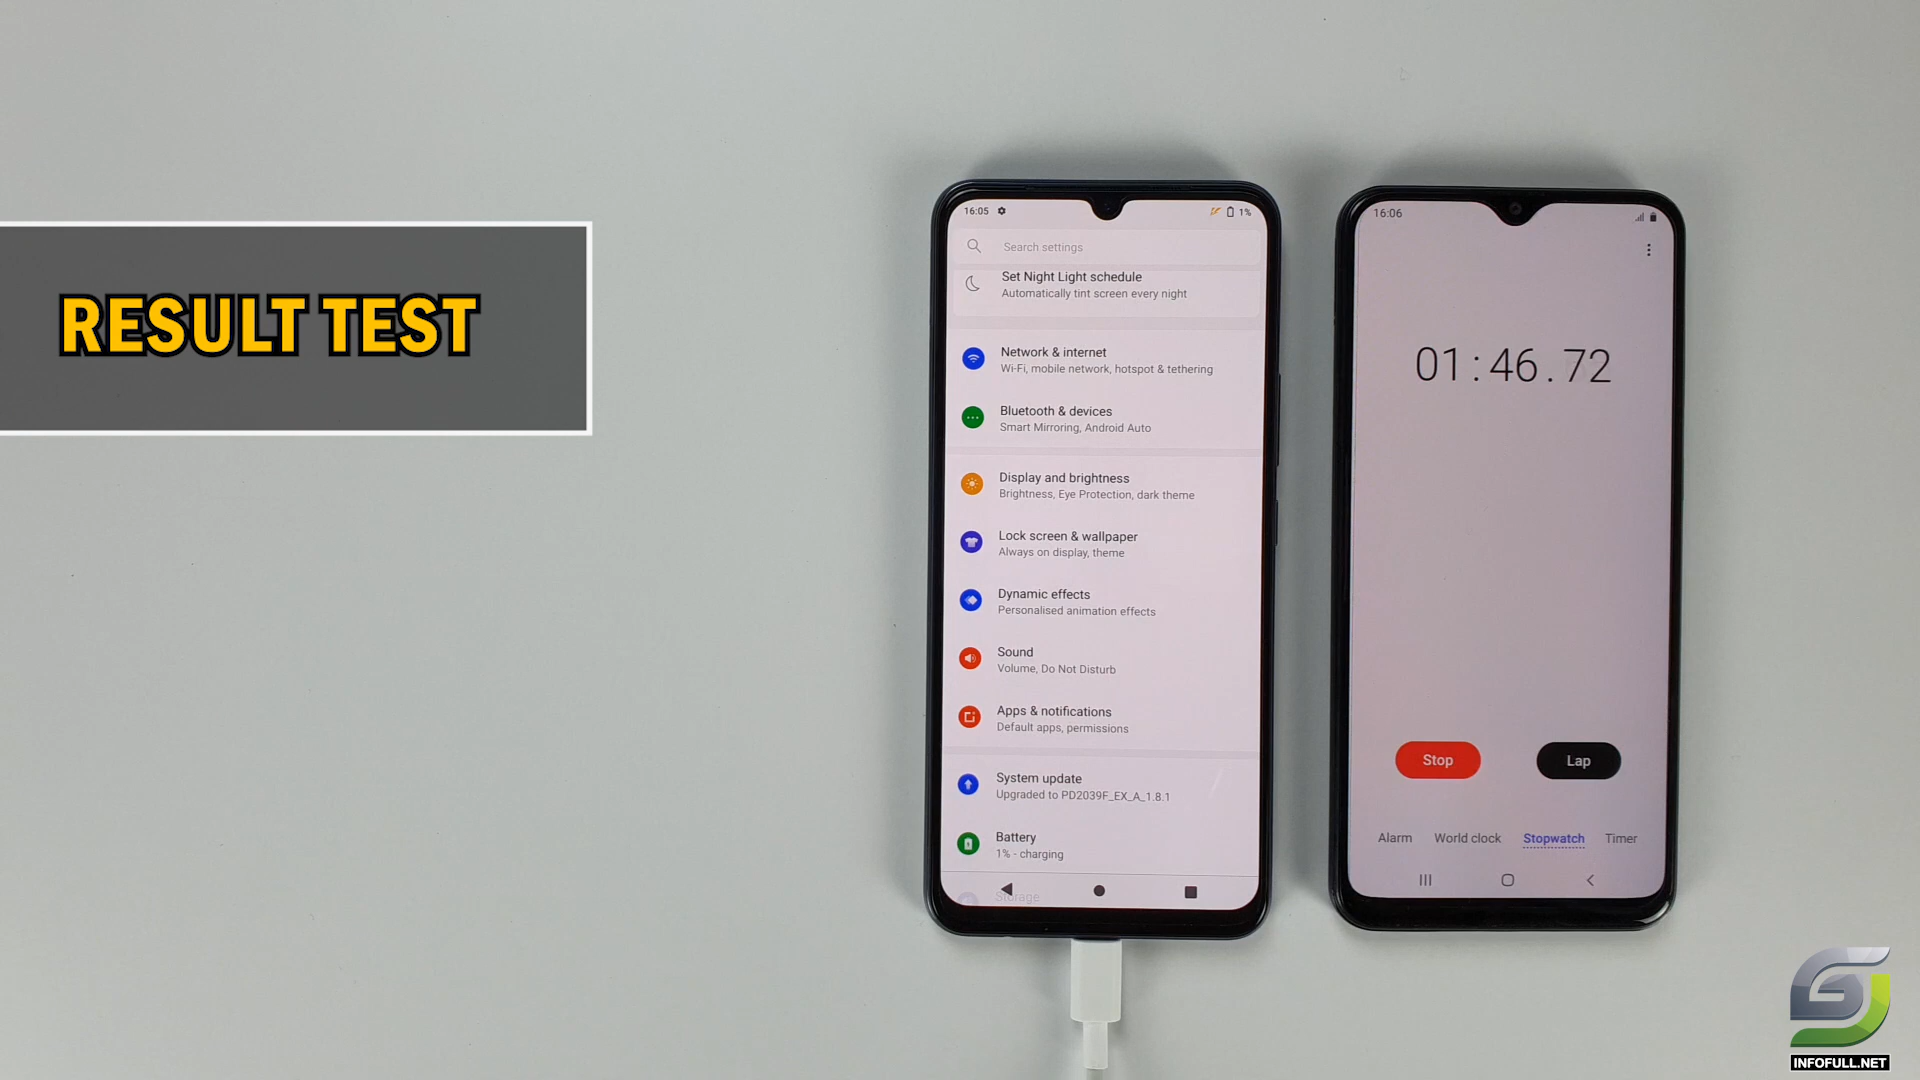 RESULT TEST
16:05
1%
Search settings
Set Night Light schedule
Automatically tint screen every night
Network & internet
Wi-Fi, mobile network, hotspot & tethering
Bluetooth & devices
Smart Mirroring, Android Auto
Display and brightness
Brightness, Eye Protection, dark theme
Lock screen & wallpaper
Always on display, theme
Dynamic effects
Personalised animation effects
Sound
Volume, Do Not Disturb
Apps & notifications
Default apps, permissions
System update
Upgraded to PD2039F_EX_A_1.8.1
Battery
1% - charging
Storage
16:06
01:46.72
Stop Lap
Alarm World clock Stopwatch Timer
INFOFULL.NET